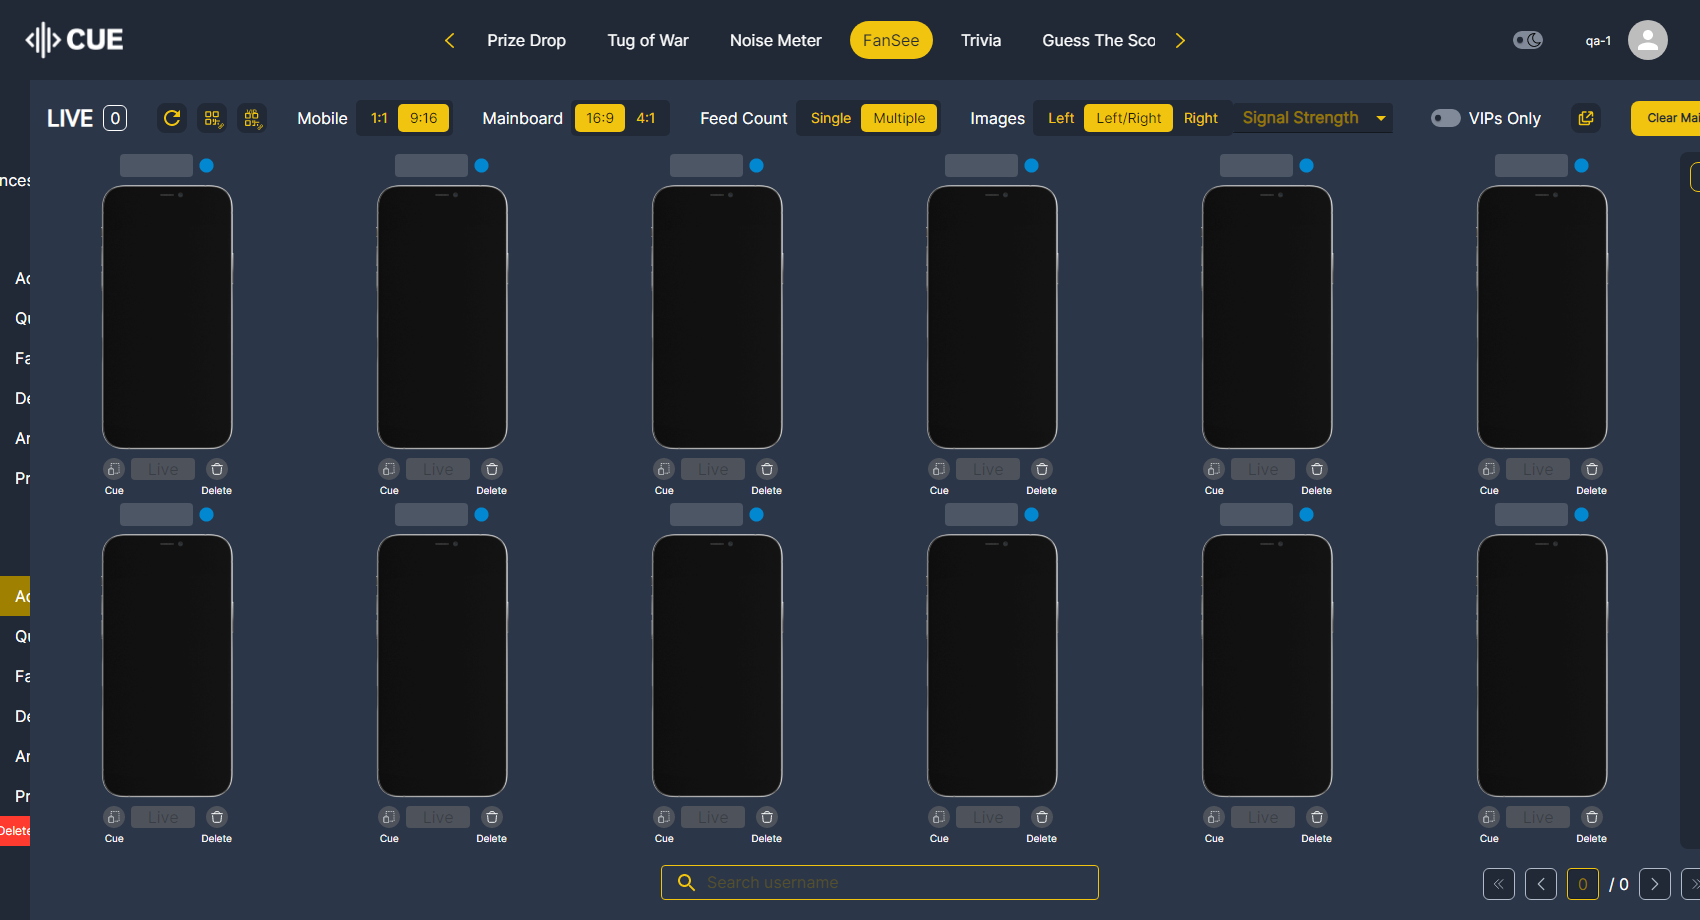 CUE
Prize Drop Tug of War Noise Meter FanSee Trivia Guess The Sco
qa-1
LIVE 0 Mobile 1:1 9:16 Mainboard 16:9 4:1 Feed Count Single Multiple Images Left Left/Right Right Signal Strength VIPs Only Clear Mai
nces
Ac
Qu
Fa
De
Ar
Pr
Live Live Live Live Live Live
Cue Delete Cue Delete Cue Delete Cue Delete Cue Delete Cue Delete
Ac
Qu
Fa
De
Ar
Pr
Live Live Live Live Live Live
Delete
Cue Delete Cue Delete Cue Delete Cue Delete Cue Delete Cue Delete
Search username
0 / 0